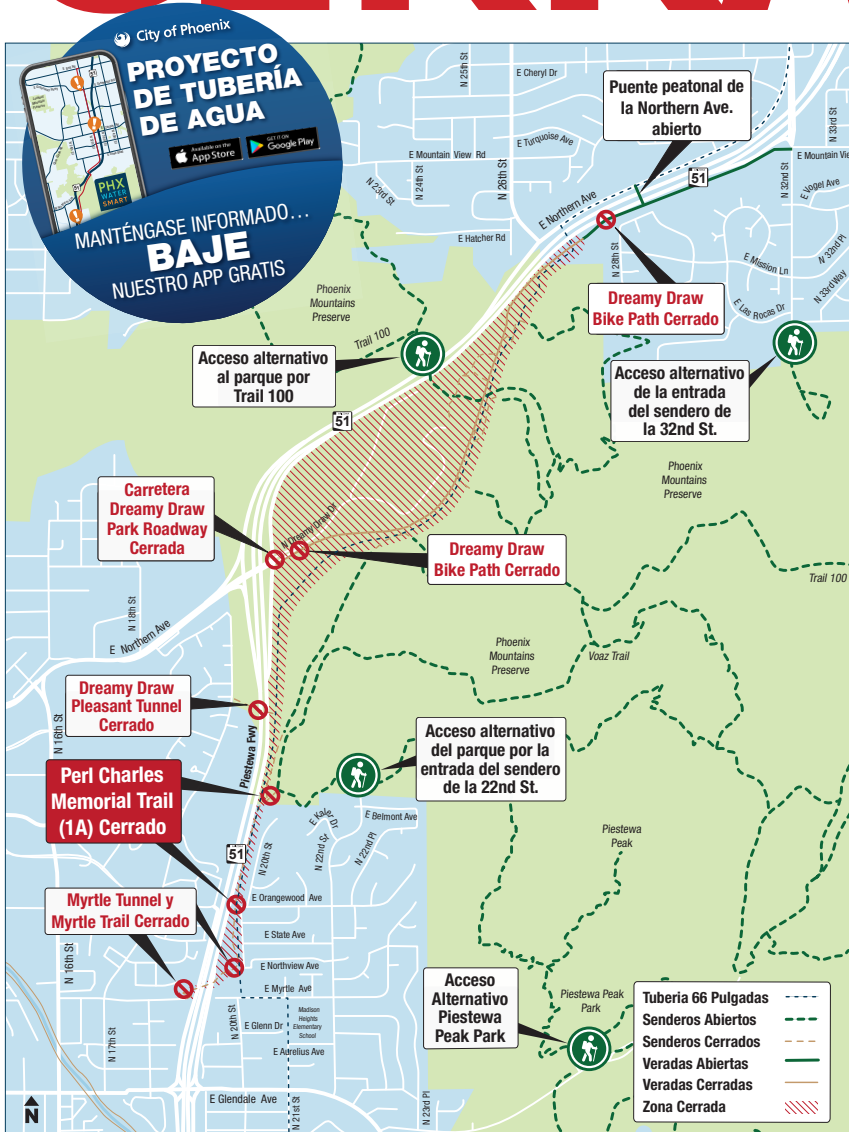 City of Phoenix
PROYECTO
DE TUBERÍA
DE AGUA
Available on the
App Store
GET IT ON
Google Play
PHX
WATER
SMART
MANTÉNGASE INFORMADO...
BAJE
NUESTRO APP GRATIS
N 25th St
E Cheryl Dr
Puente peatonal de
la Northern Ave.
abierto
N 33rd St
E Turquoise Ave
E Mountain View Rd
N 24th St
N 23rd St
N 26th St
51
N 32nd St
E Mountain Vie
E Vogel Ave
E Northern Ave
E Hatcher Rd
N 28th St
N 32nd Pl
E Mission Ln
N 33rd Way
E Las Rocas Dr
Phoenix
Mountains
Preserve
Dreamy Draw
Bike Path Cerrado
Trail 100
Acceso alternativo
al parque por
Trail 100
Acceso alternativo
de la entrada
del sendero de
la 32nd St.
51
Phoenix
Mountains
Preserve
Carretera
Dreamy Draw
Park Roadway
Cerrada
N Dreamy Draw Dr
Dreamy Draw
Bike Path Cerrado
Trail 100
N 18th St
E Northern Ave
Phoenix
Mountains
Preserve
Voaz Trail
Dreamy Draw
Pleasant Tunnel
Cerrado
N 16th St
Piestewa Fwy
Acceso alternativo
del parque por la
entrada del sendero
de la 22nd St.
Perl Charles
Memorial Trail
(1A) Cerrado
E Kaler Dr
E Belmont Ave
N 22nd St
N 22nd Pl
N 20th St
Piestewa
Peak
51
E Orangewood Ave
Myrtle Tunnel y
Myrtle Trail Cerrado
E State Ave
N 16th St
E Northview Ave
E Myrtle Ave
Acceso
Alternativo
Piestewa
Peak Park
Piestewa Peak
Park
N 17th St
N 20th St
E Glenn Dr
Madison
Heights
Elementary
School
E Aurelius Ave
E Glendale Ave
N 21st St
N 23rd Pl
N
Tuberia 66 Pulgadas
Senderos Abiertos
Senderos Cerrados
Veradas Abiertas
Veradas Cerradas
Zona Cerrada